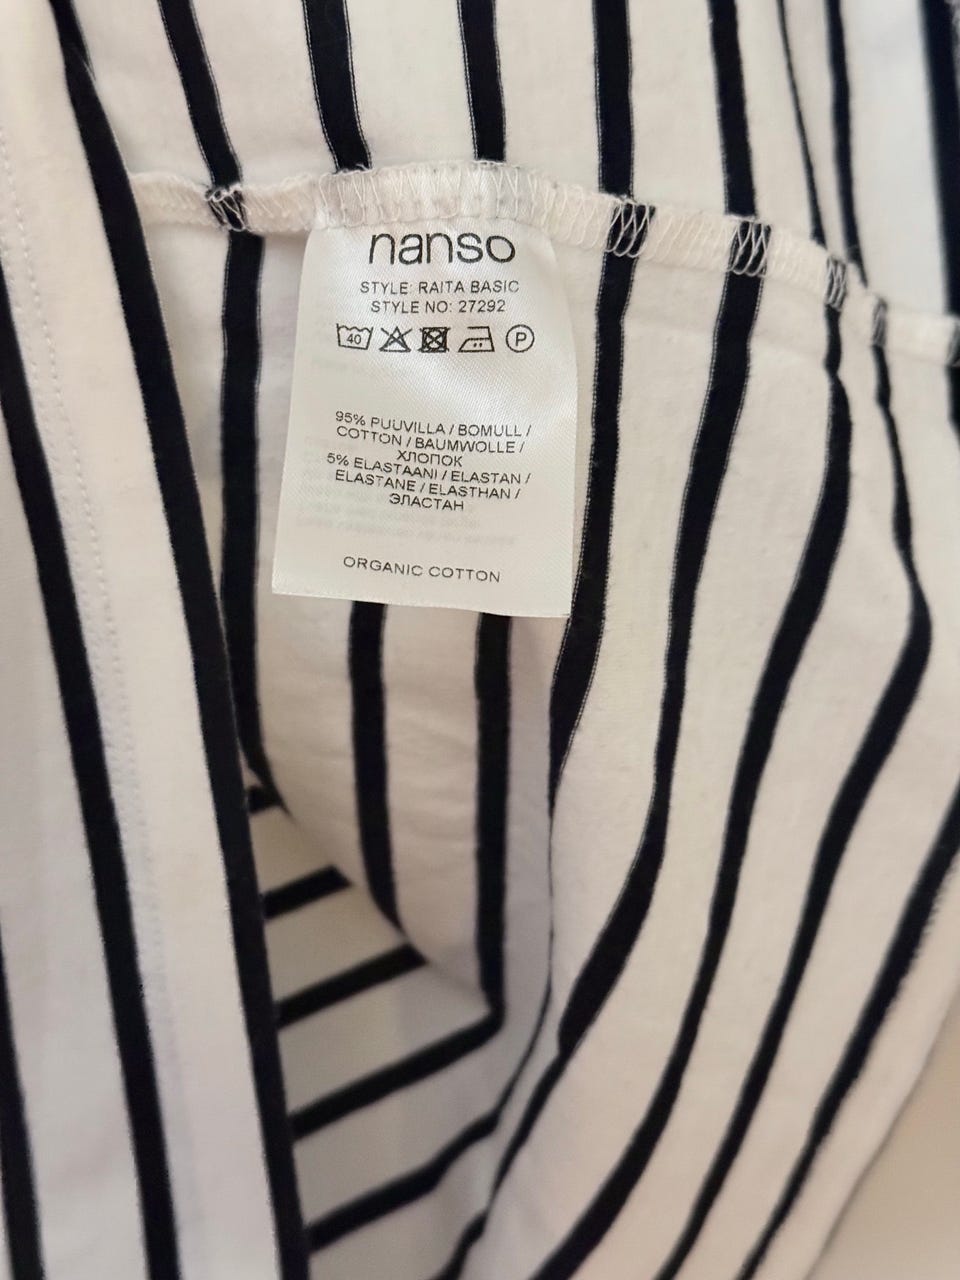 nanso
STYLE: RAITA BASIC
STYLE NO: 27292
40 P
95% PUUVILLA / BOMULL /
COTTON / BAUMWOLLE /
ХЛОПОК
5% ELASTAANI / ELASTAN /
ELASTANE / ELASTHAN /
ЭЛАСТАН
ORGANIC COTTON